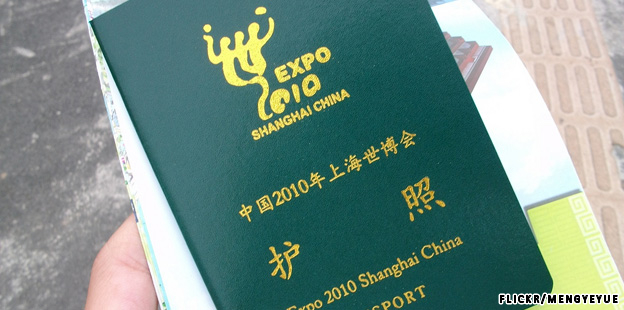 EXPO
2010
SHANGHAI CHINA
中国2010年上海世博会
护照
Expo 2010 Shanghai China
SPORT
FLICKR/MENGYEYUE